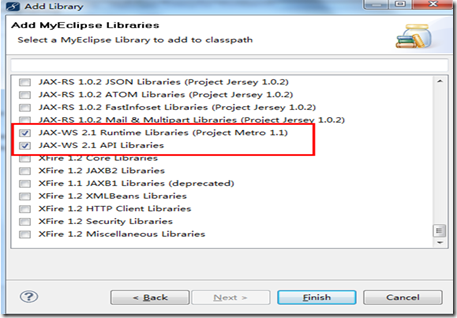 Add Library
Add MyEclipse Libraries
Select a MyEclipse Library to add to classpath
JAX-RS 1.0.2 JSON Libraries (Project Jersey 1.0.2)
JAX-RS 1.0.2 ATOM Libraries (Project Jersey 1.0.2)
JAX-RS 1.0.2 FastInfoset Libraries (Project Jersey 1.0.2)
JAX-RS 1.0.2 Mail & Multipart Libraries (Project Jersey 1.0.2)
JAX-WS 2.1 Runtime Libraries (Project Metro 1.1)
JAX-WS 2.1 API Libraries
XFire 1.2 Core Libraries
XFire 1.2 JAXB2 Libraries
XFire 1.1 JAXB1 Libraries (deprecated)
XFire 1.2 XMLBeans Libraries
XFire 1.2 HTTP Client Libraries
XFire 1.2 Security Libraries
XFire 1.2 Miscellaneous Libraries
? < Back Next > Finish Cancel